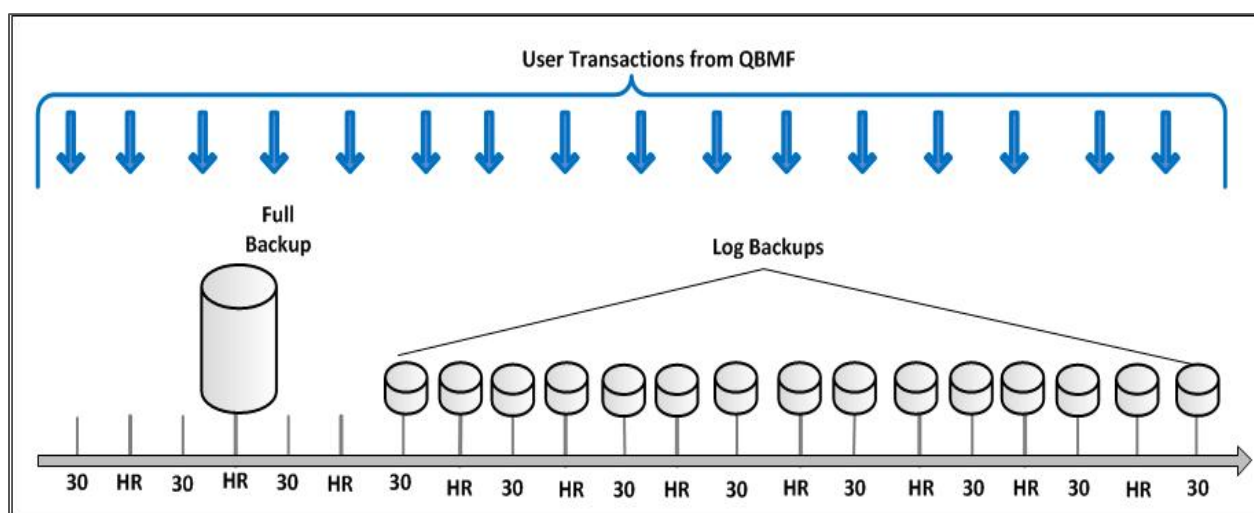 User Transactions from QBMF
Full
Backup
Log Backups
30 HR 30 HR 30 HR 30 HR 30 HR 30 HR 30 HR 30 HR 30 HR 30 HR 30